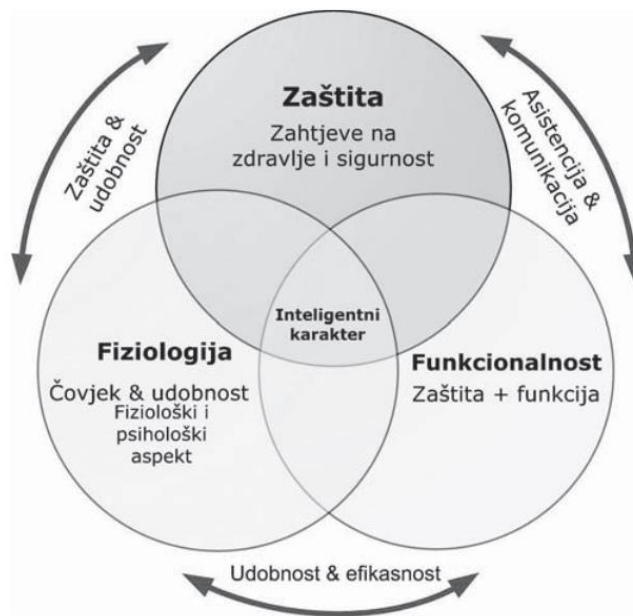 Zaštita
Zahtjeve na
zdravlje i sigurnost
Zaštita &
udobnost
Asistencija &
komunikacija
Inteligentni
karakter
Fiziologija
Čovjek & udobnost
Fiziološki i
psihološki
aspekt
Funkcionalnost
Zaštita + funkcija
Udobnost & efikasnost